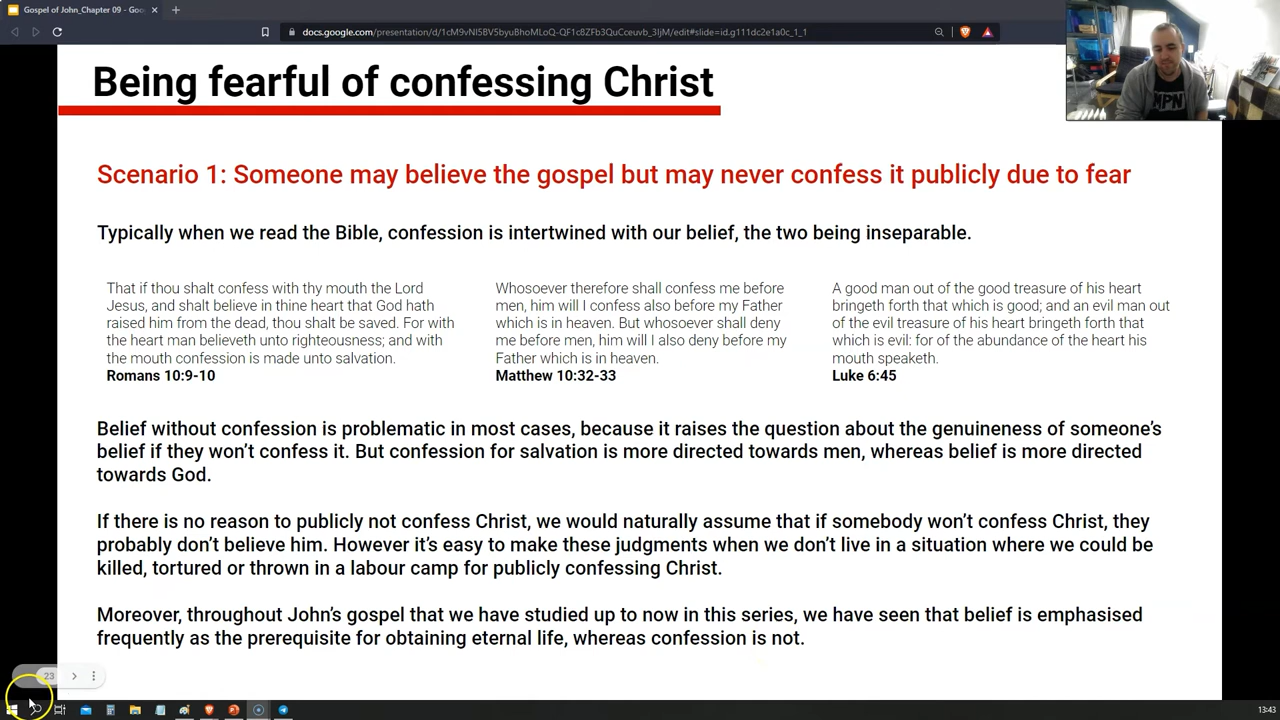 Gospel of John_Chapter 09 - Goo
Being fearful of confessing Christ
Scenario 1: Someone may believe the gospel but may never confess it publicly due to fear
Typically when we read the Bible, confession is intertwined with our belief, the two being inseparable.
That if thou shalt confess with thy mouth the Lord
Jesus, and shalt believe in thine heart that God hath
raised him from the dead, thou shalt be saved. For with
the heart man believeth unto righteousness; and with
the mouth confession is made unto salvation.
Romans 10:9-10
Whosoever therefore shall confess me before
men, him will I confess also before my Father
which is in heaven. But whosoever shall deny
me before men, him will I also deny before my
Father which is in heaven.
Matthew 10:32-33
A good man out of the good treasure of his heart
bringeth forth that which is good; and an evil man out
of the evil treasure of his heart bringeth forth that
which is evil: for of the abundance of the heart his
mouth speaketh.
Luke 6:45
Belief without confession is problematic in most cases, because it raises the question about the genuineness of someone's
belief if they won't confess it. But confession for salvation is more directed towards men, whereas belief is more directed
towards God.
If there is no reason to publicly not confess Christ, we would naturally assume that if somebody won't confess Christ, they
probably don't believe him. However it's easy to make these judgments when we don't live in a situation where we could be
killed, tortured or thrown in a labour camp for publicly confessing Christ.
Moreover, throughout John's gospel that we have studied up to now in this series, we have seen that belief is emphasised
frequently as the prerequisite for obtaining eternal life, whereas confession is not.
23
13:43